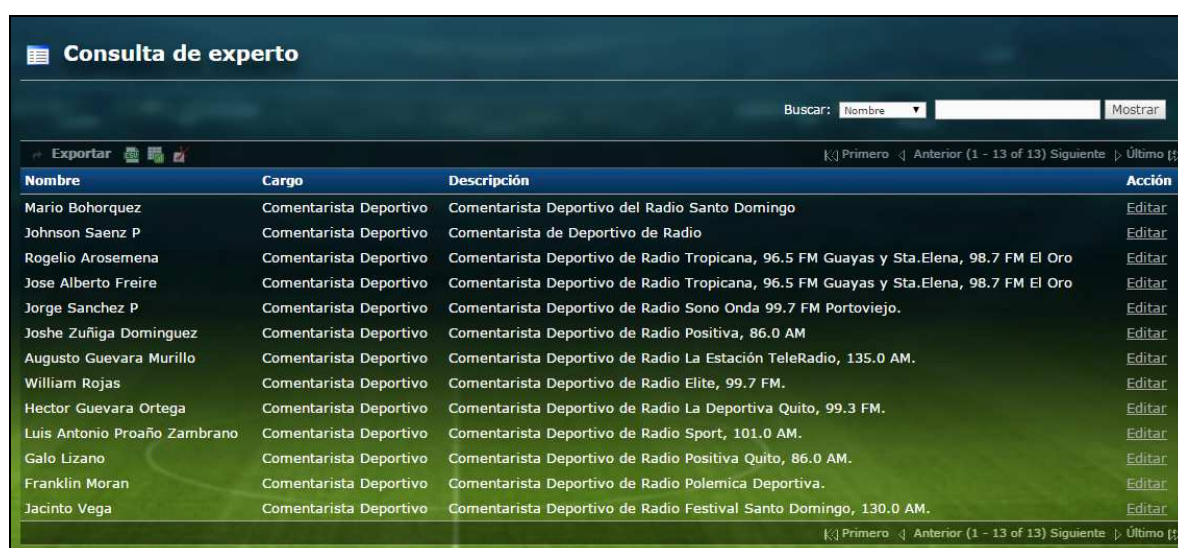 Consulta de experto
Buscar: Nombre Mostrar
Exportar Primero Anterior (1 - 13 of 13) Siguiente Último
Nombre Cargo Descripción Acción
Mario Bohorquez Comentarista Deportivo Comentarista Deportivo del Radio Santo Domingo Editar
Johnson Saenz P Comentarista Deportivo Comentarista de Deportivo de Radio Editar
Rogelio Arosemena Comentarista Deportivo Comentarista Deportivo de Radio Tropicana, 96.5 FM Guayas y Sta.Elena, 98.7 FM El Oro Editar
Jose Alberto Freire Comentarista Deportivo Comentarista Deportivo de Radio Tropicana, 96.5 FM Guayas y Sta.Elena, 98.7 FM El Oro Editar
Jorge Sanchez P Comentarista Deportivo Comentarista Deportivo de Radio Sono Onda 99.7 FM Portoviejo. Editar
Joshe Zuñiga Dominguez Comentarista Deportivo Comentarista Deportivo de Radio Positiva, 86.0 AM Editar
Augusto Guevara Murillo Comentarista Deportivo Comentarista Deportivo de Radio La Estación TeleRadio, 135.0 AM. Editar
William Rojas Comentarista Deportivo Comentarista Deportivo de Radio Elite, 99.7 FM. Editar
Hector Guevara Ortega Comentarista Deportivo Comentarista Deportivo de Radio La Deportiva Quito, 99.3 FM. Editar
Luis Antonio Proaño Zambrano Comentarista Deportivo Comentarista Deportivo de Radio Sport, 101.0 AM. Editar
Galo Lizano Comentarista Deportivo Comentarista Deportivo de Radio Positiva Quito, 86.0 AM. Editar
Franklin Moran Comentarista Deportivo Comentarista Deportivo de Radio Polemica Deportiva. Editar
Jacinto Vega Comentarista Deportivo Comentarista Deportivo de Radio Festival Santo Domingo, 130.0 AM. Editar
Primero Anterior (1 - 13 of 13) Siguiente Último